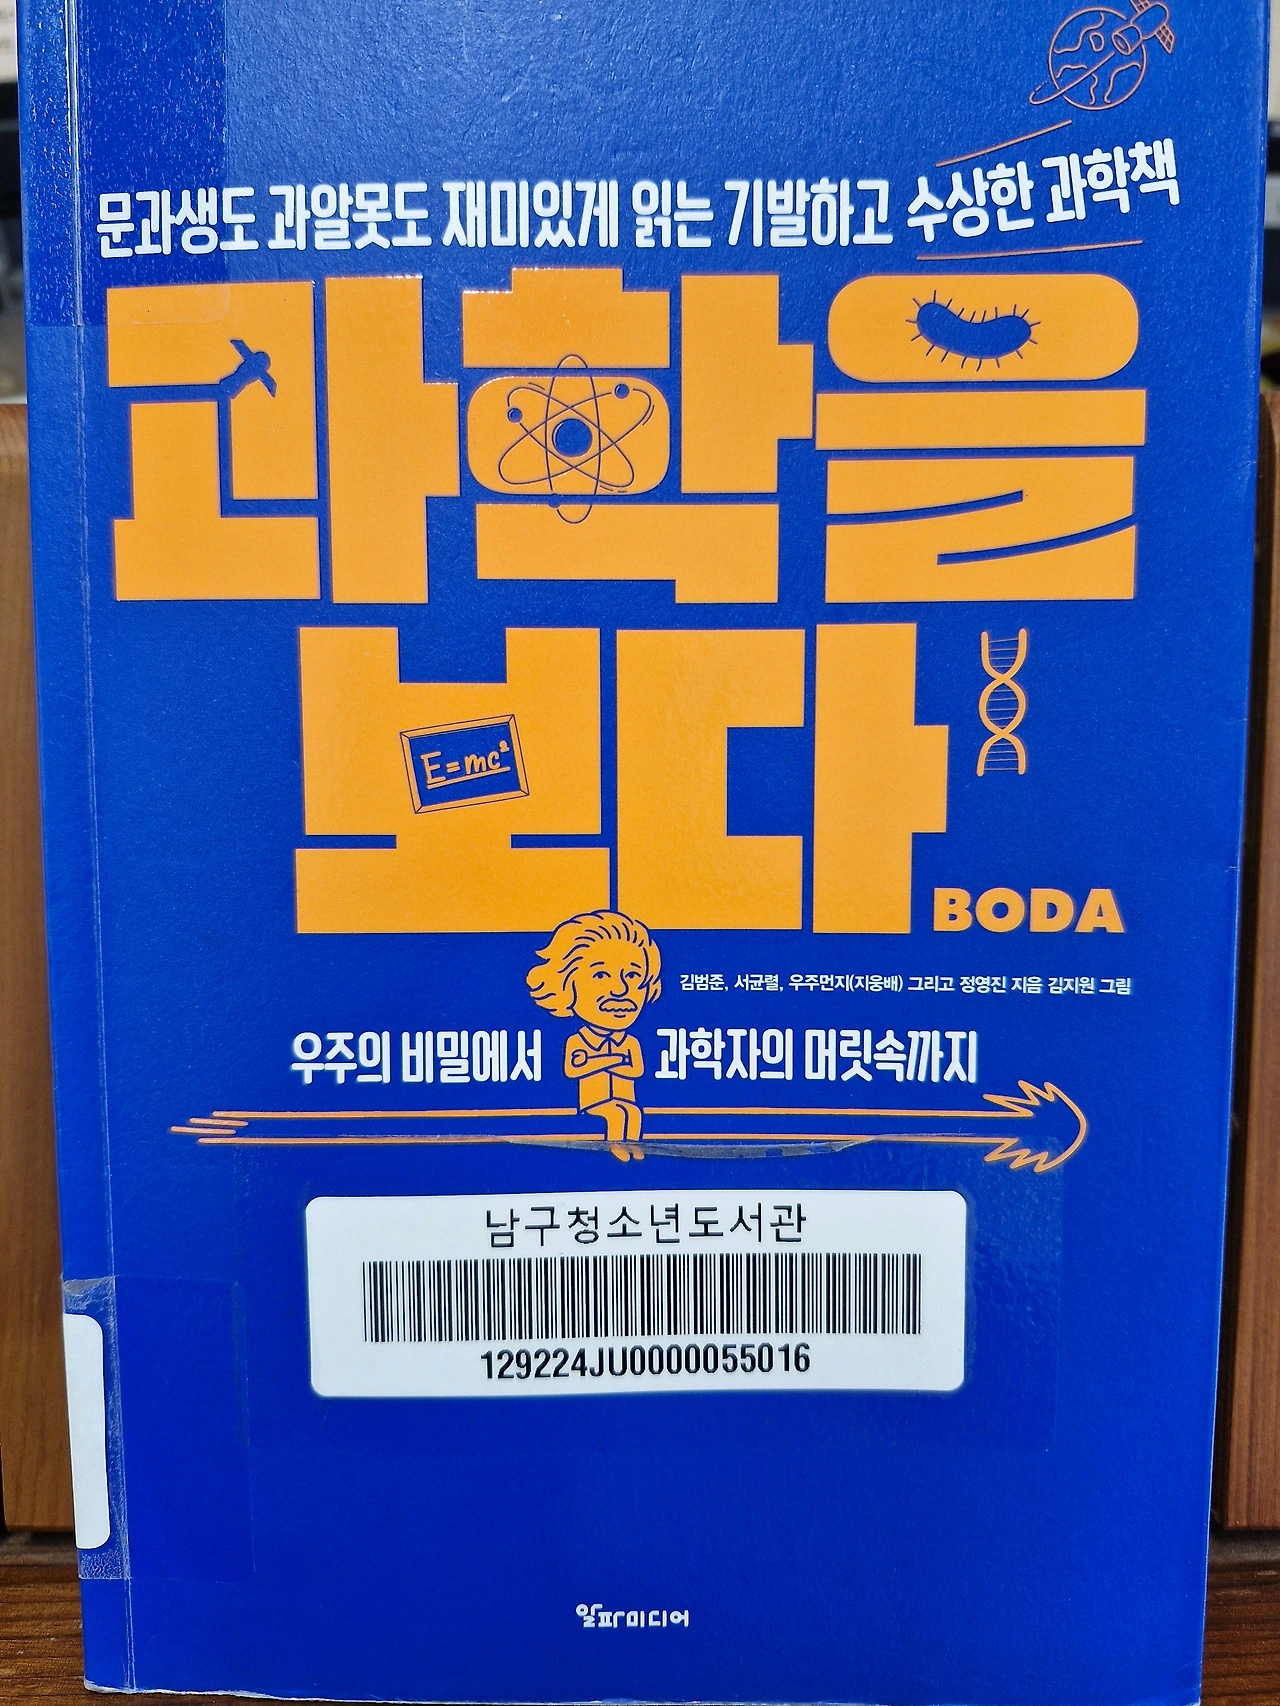 문과생도 과알못도 재미있게 읽는 기발하고 수상한 과학책
과학을
보다
E=mc²
BODA
김범준, 서균렬, 우주먼지(지웅배) 그리고 정영진 지음 김지원 그림
우주의 비밀에서 과학자의 머릿속까지
남구청소년도서관
129224JU0000055016
알파미디어